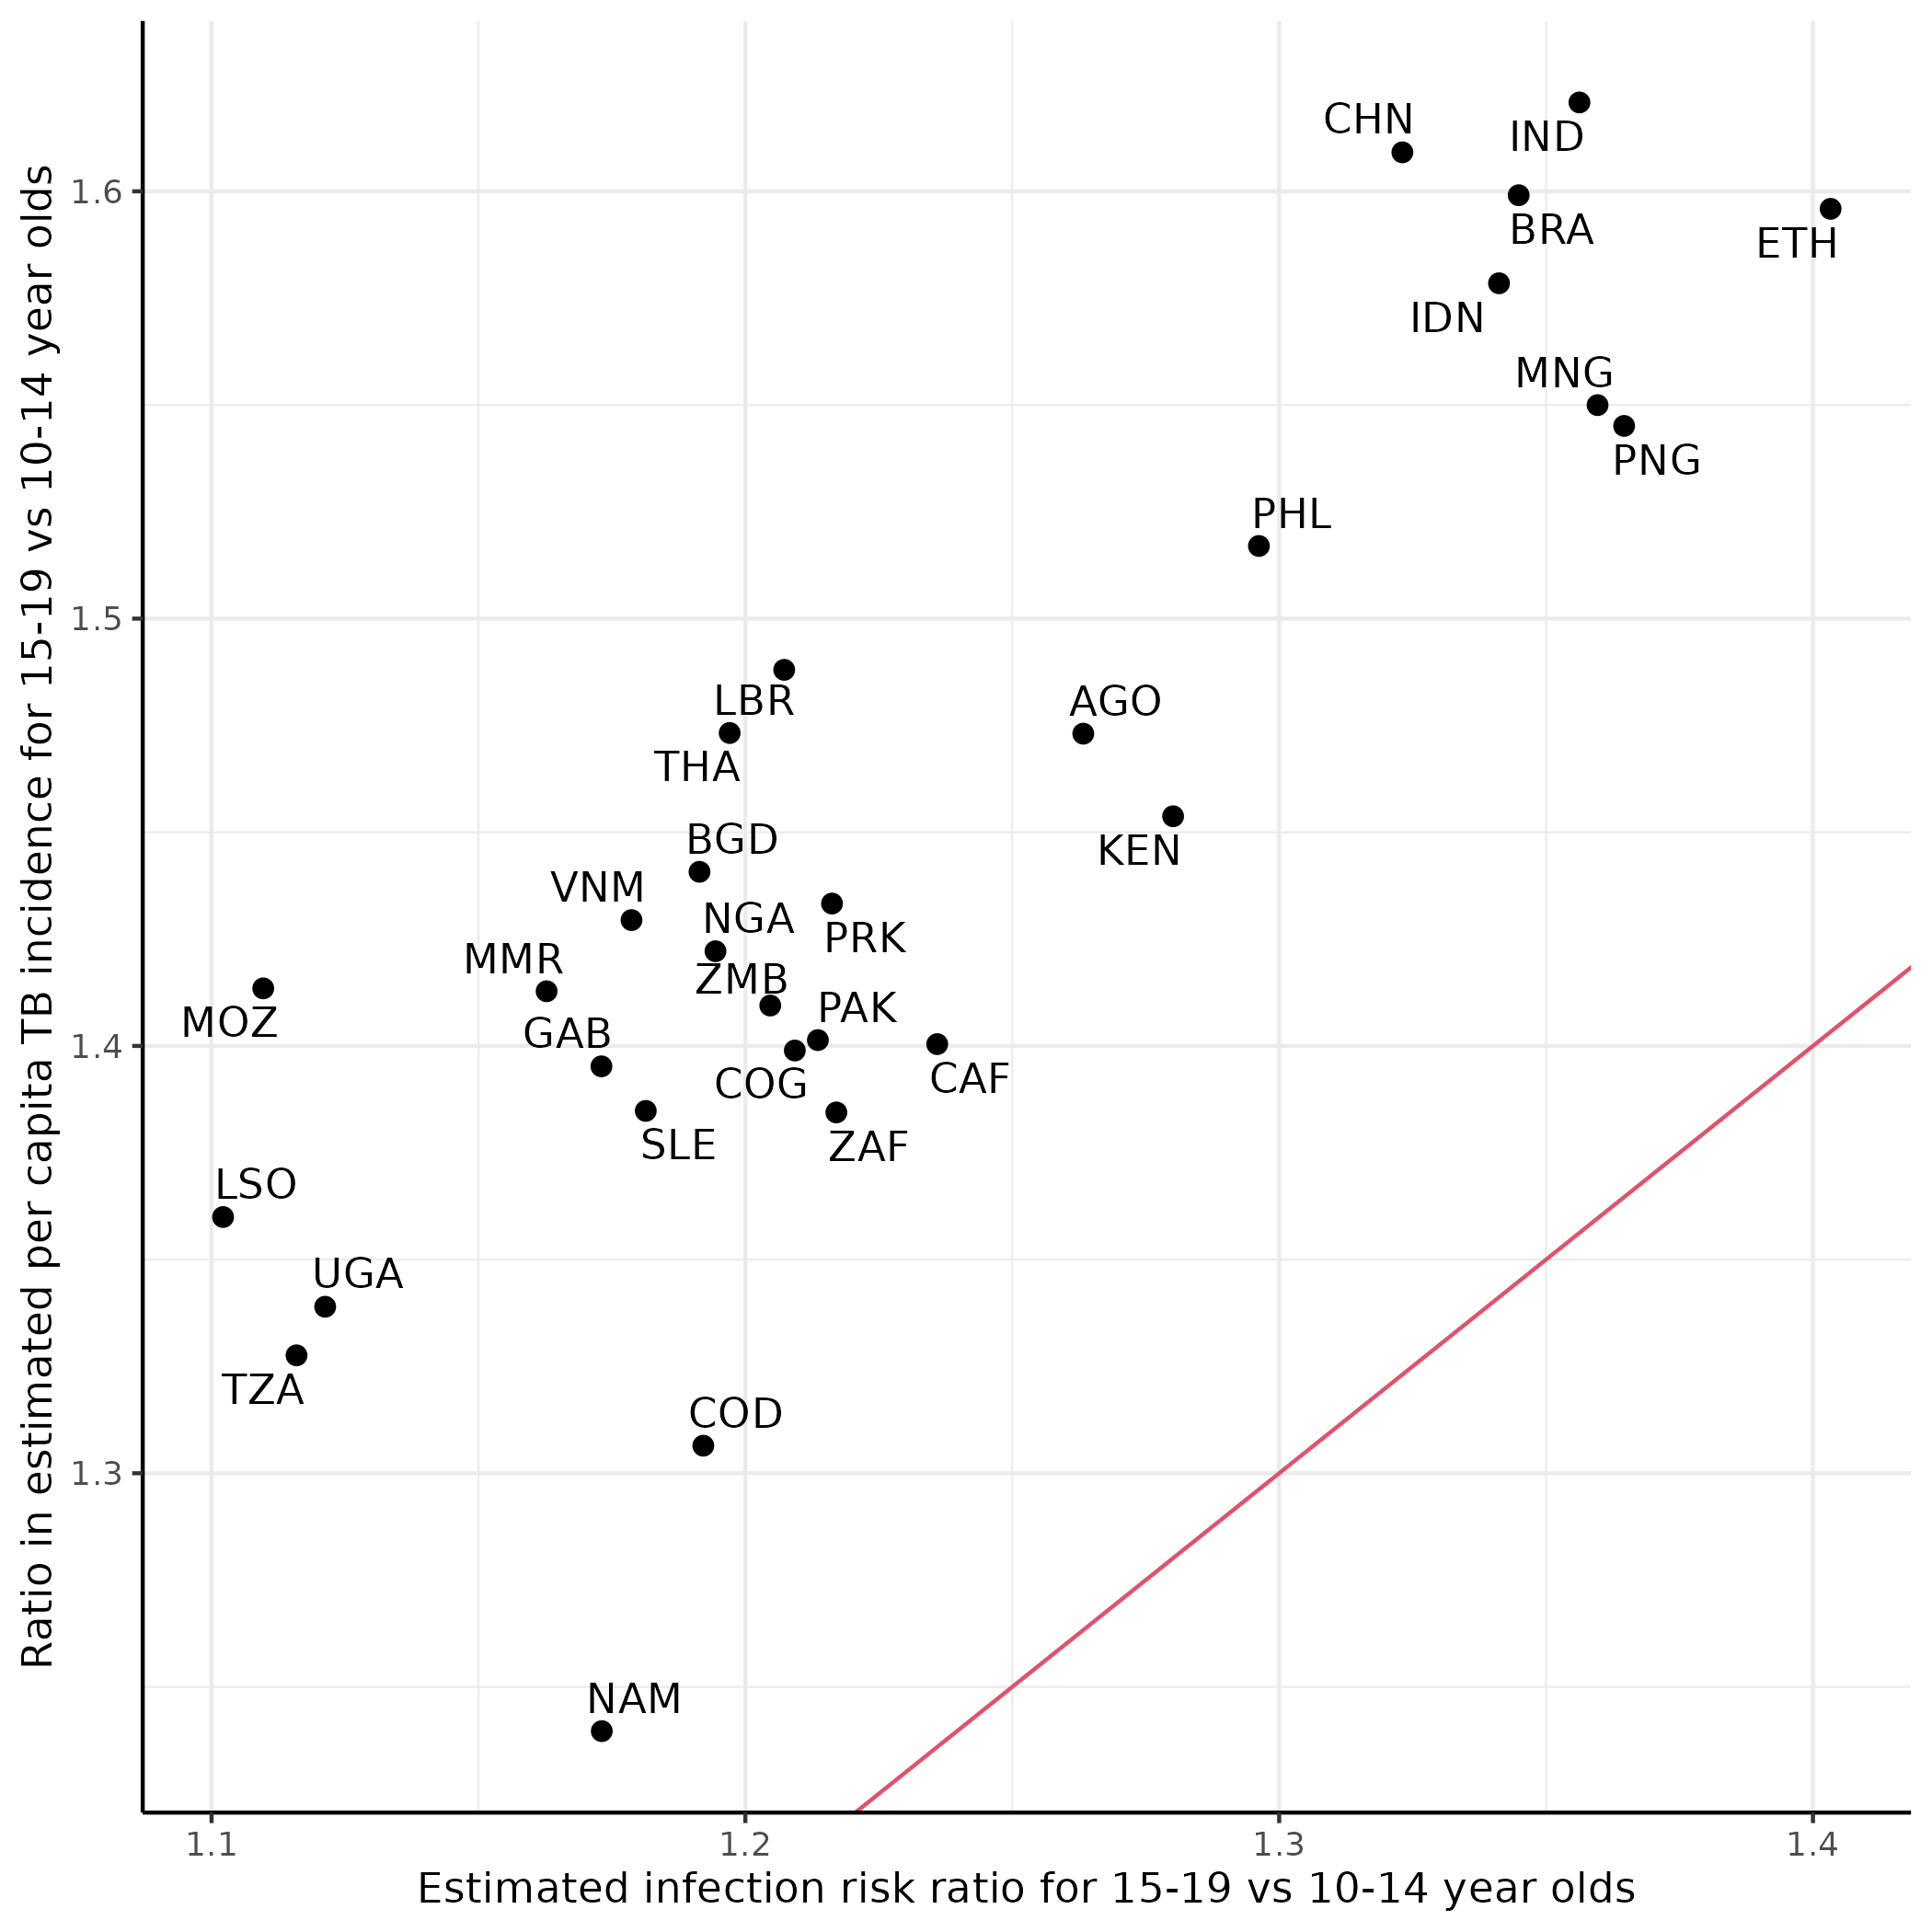 CHN
IND
1.6
BRA
ETH
IDN
MNG
PNG
PHL
1.5
LBR
AGO
THA
BGD
KEN
VNM
NGA
PRK
MMR
ZMB
PAK
MOZ
GAB
1.4
COG
CAF
SLE
ZAF
LSO
UGA
TZA
COD
1.3
NAM
1.1
1.2
1.3
1.4
Estimated infection risk ratio for 15-19 vs 10-14 year olds
Ratio in estimated per capita TB incidence for 15-19 vs 10-14 year olds